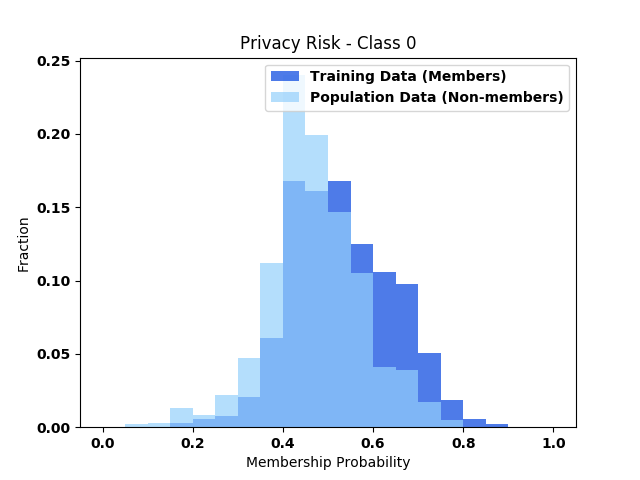 Privacy Risk - Class 0
Training Data (Members)
Population Data (Non-members)
0.25
0.20
0.15
0.10
0.05
0.00
Fraction
0.0 0.2 0.4 0.6 0.8 1.0
Membership Probability